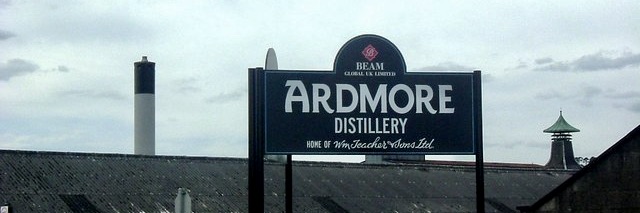 BEAM
GLOBAL UK LIMITED
ARDMORE
DISTILLERY
HOME OF Wm Teacher & Sons Ltd.